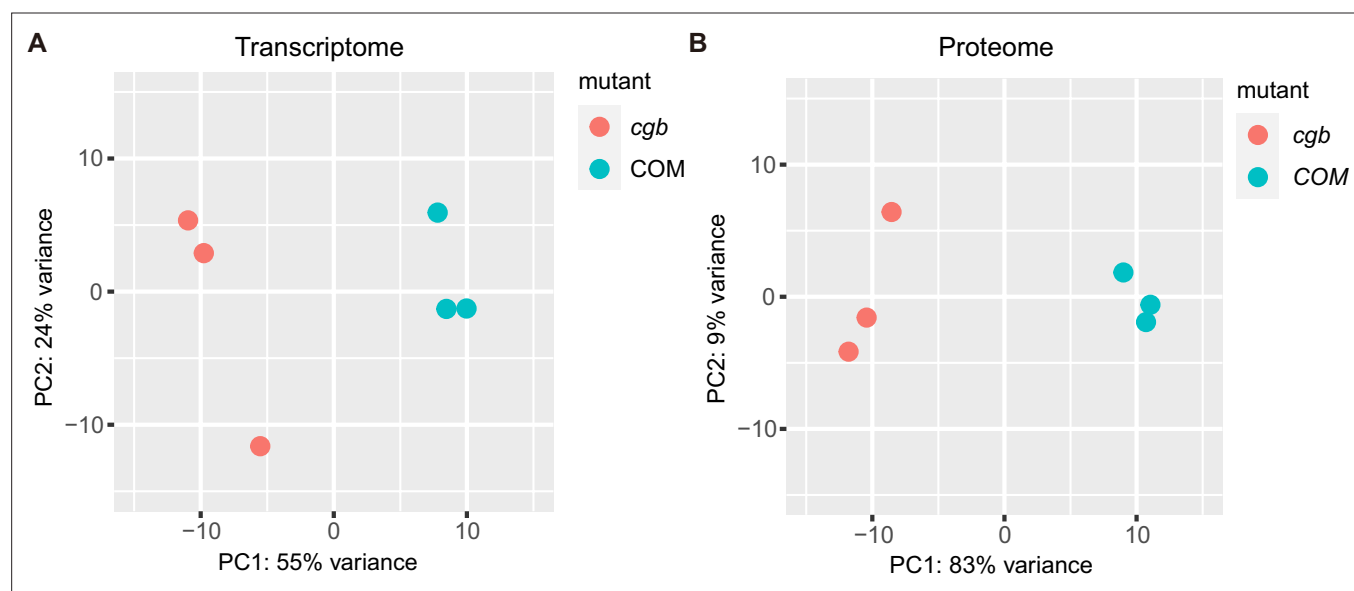 A
Transcriptome
mutant
cgb
COM
10
0
−10
PC2: 24% variance
−10
0
10
PC1: 55% variance
B
Proteome
mutant
cgb
COM
10
0
−10
PC2: 9% variance
−10
0
10
PC1: 83% variance